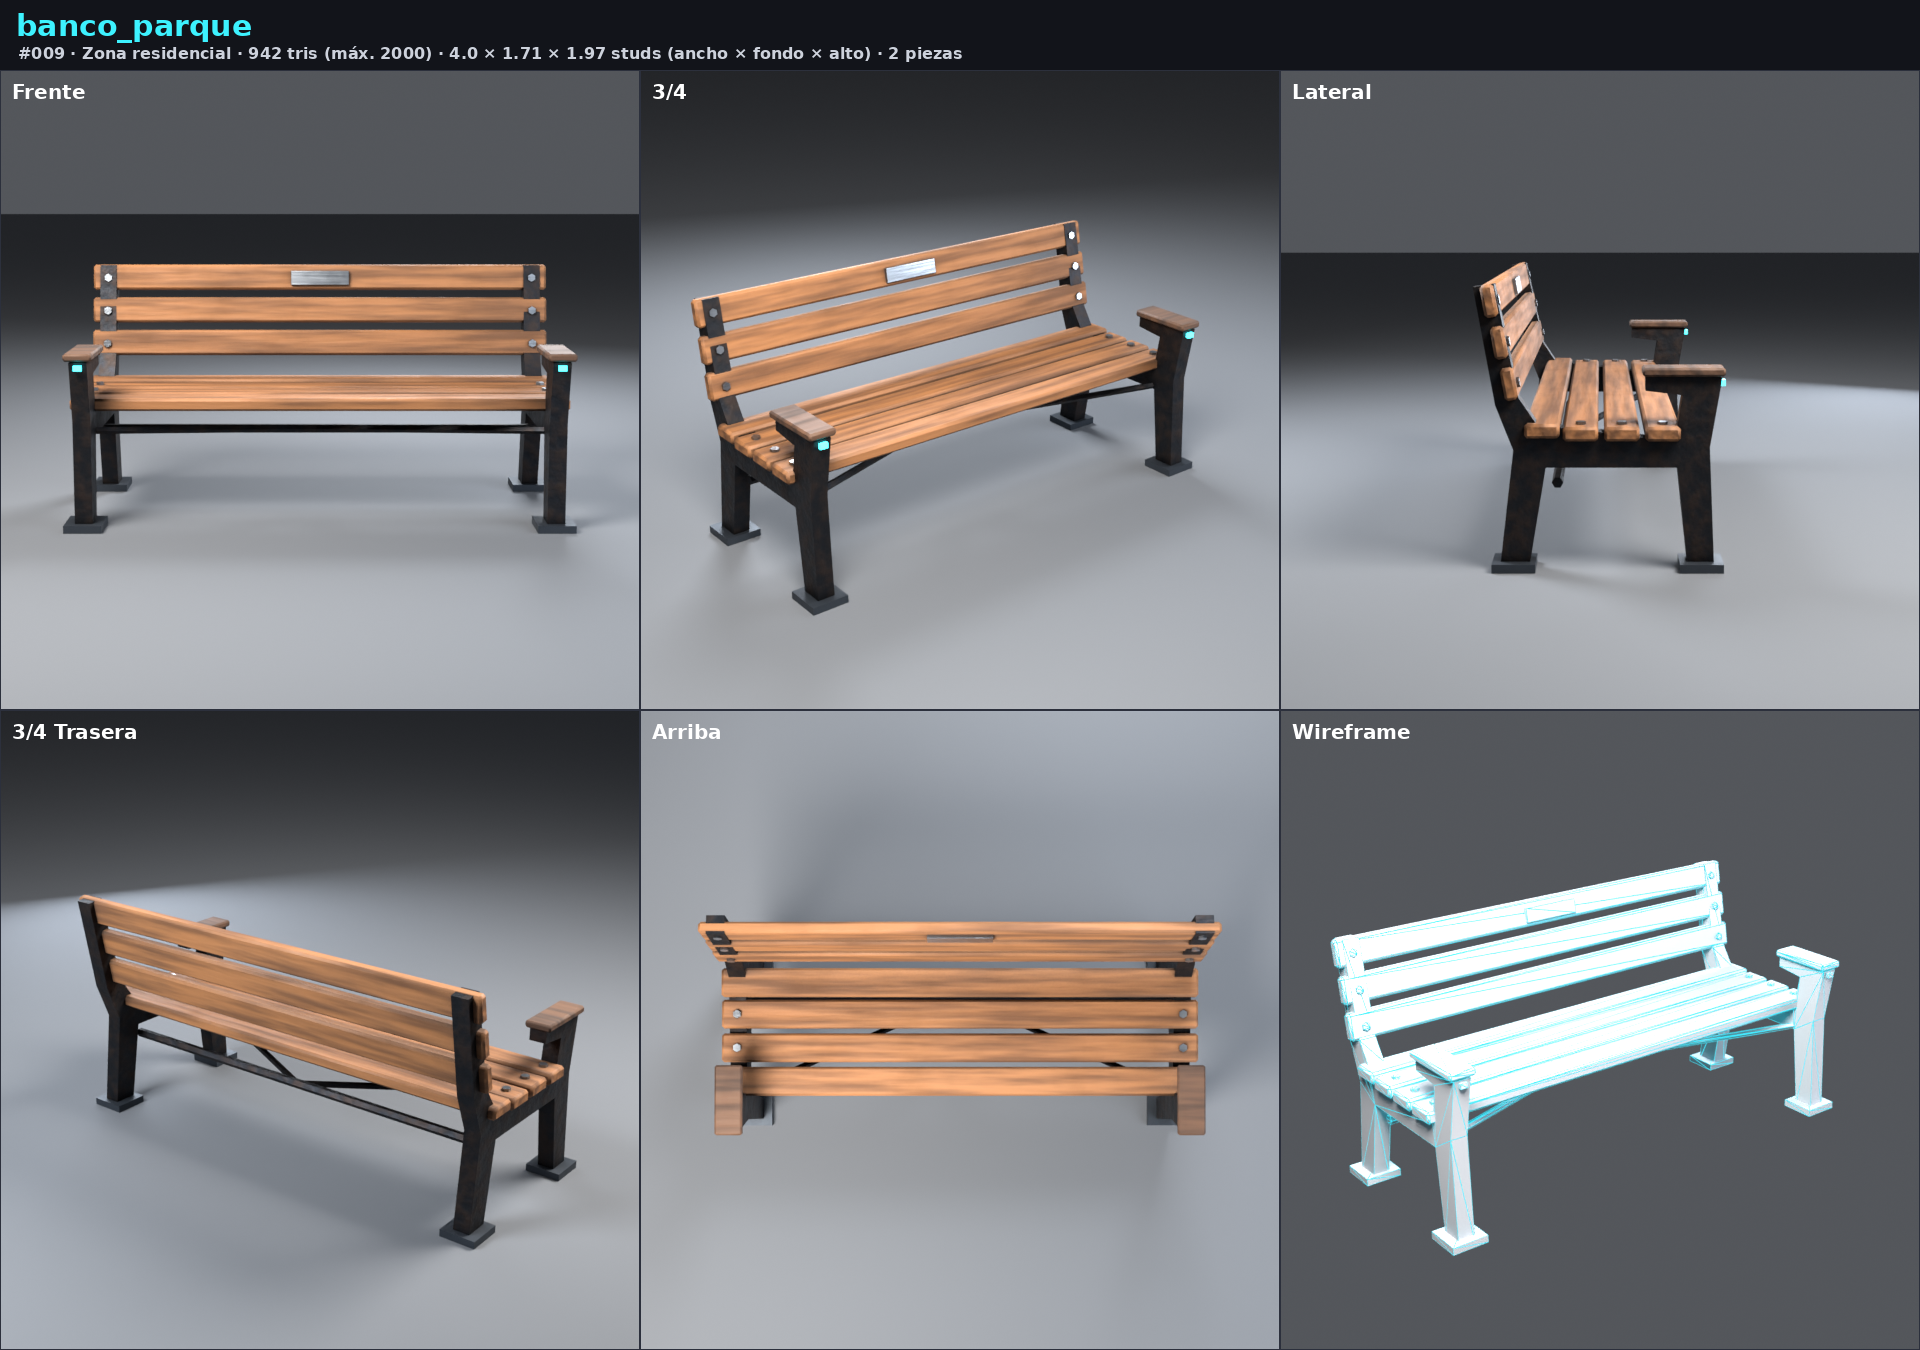 banco_parque
#009 · Zona residencial · 942 tris (máx. 2000) · 4.0 × 1.71 × 1.97 studs (ancho × fondo × alto) · 2 piezas
Frente
3/4
Lateral
3/4 Trasera
Arriba
Wireframe